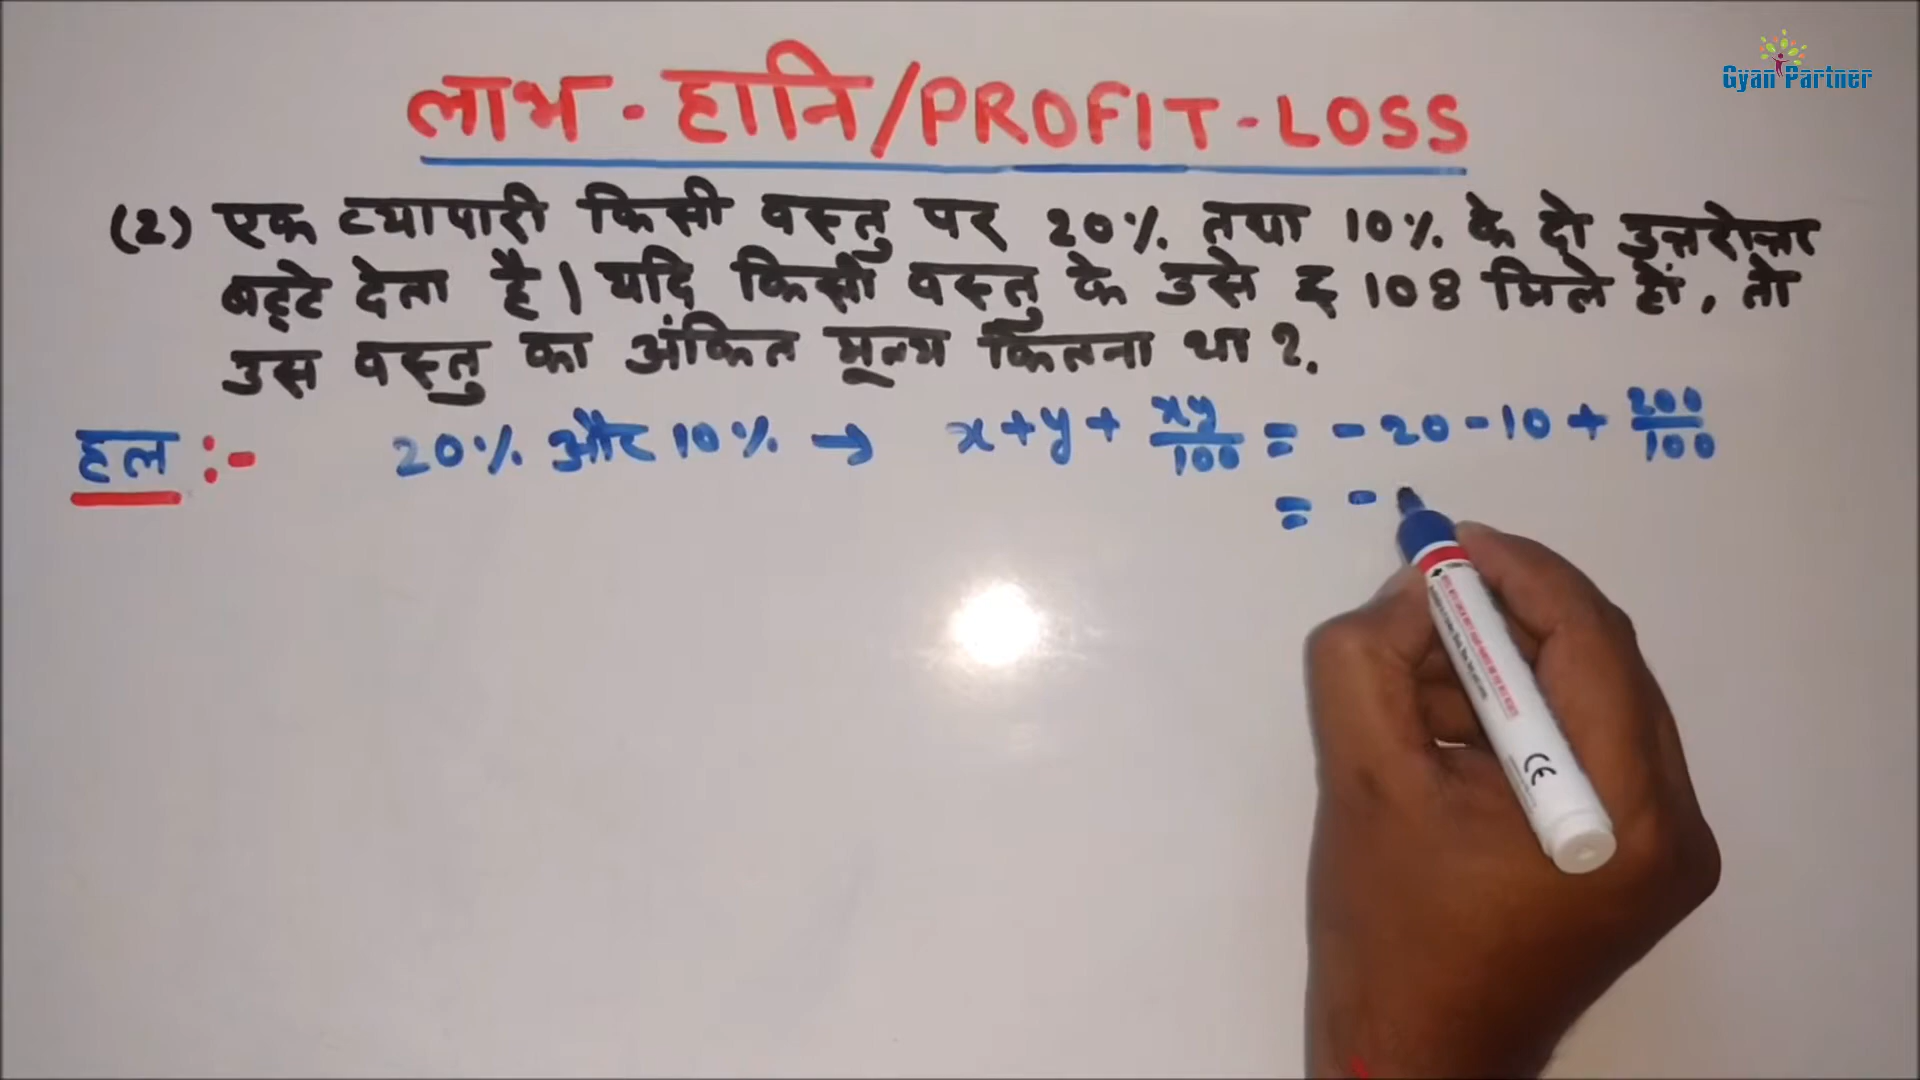 Gyan Partner
लाभ - हानि/PROFIT-LOSS
(2) एक व्यापारी किसी वस्तु पर 20% तथा 10% के दो उत्तरोत्तर
बट्टे देता है। यदि किसी वस्तु के उसे रु 108 मिले हों, तो
उस वस्तु का अंकित मूल्य कितना था ?.
हल :- 20% और 10% → x+y+ xy/100 = -20-10+ 200/100
= -
CE